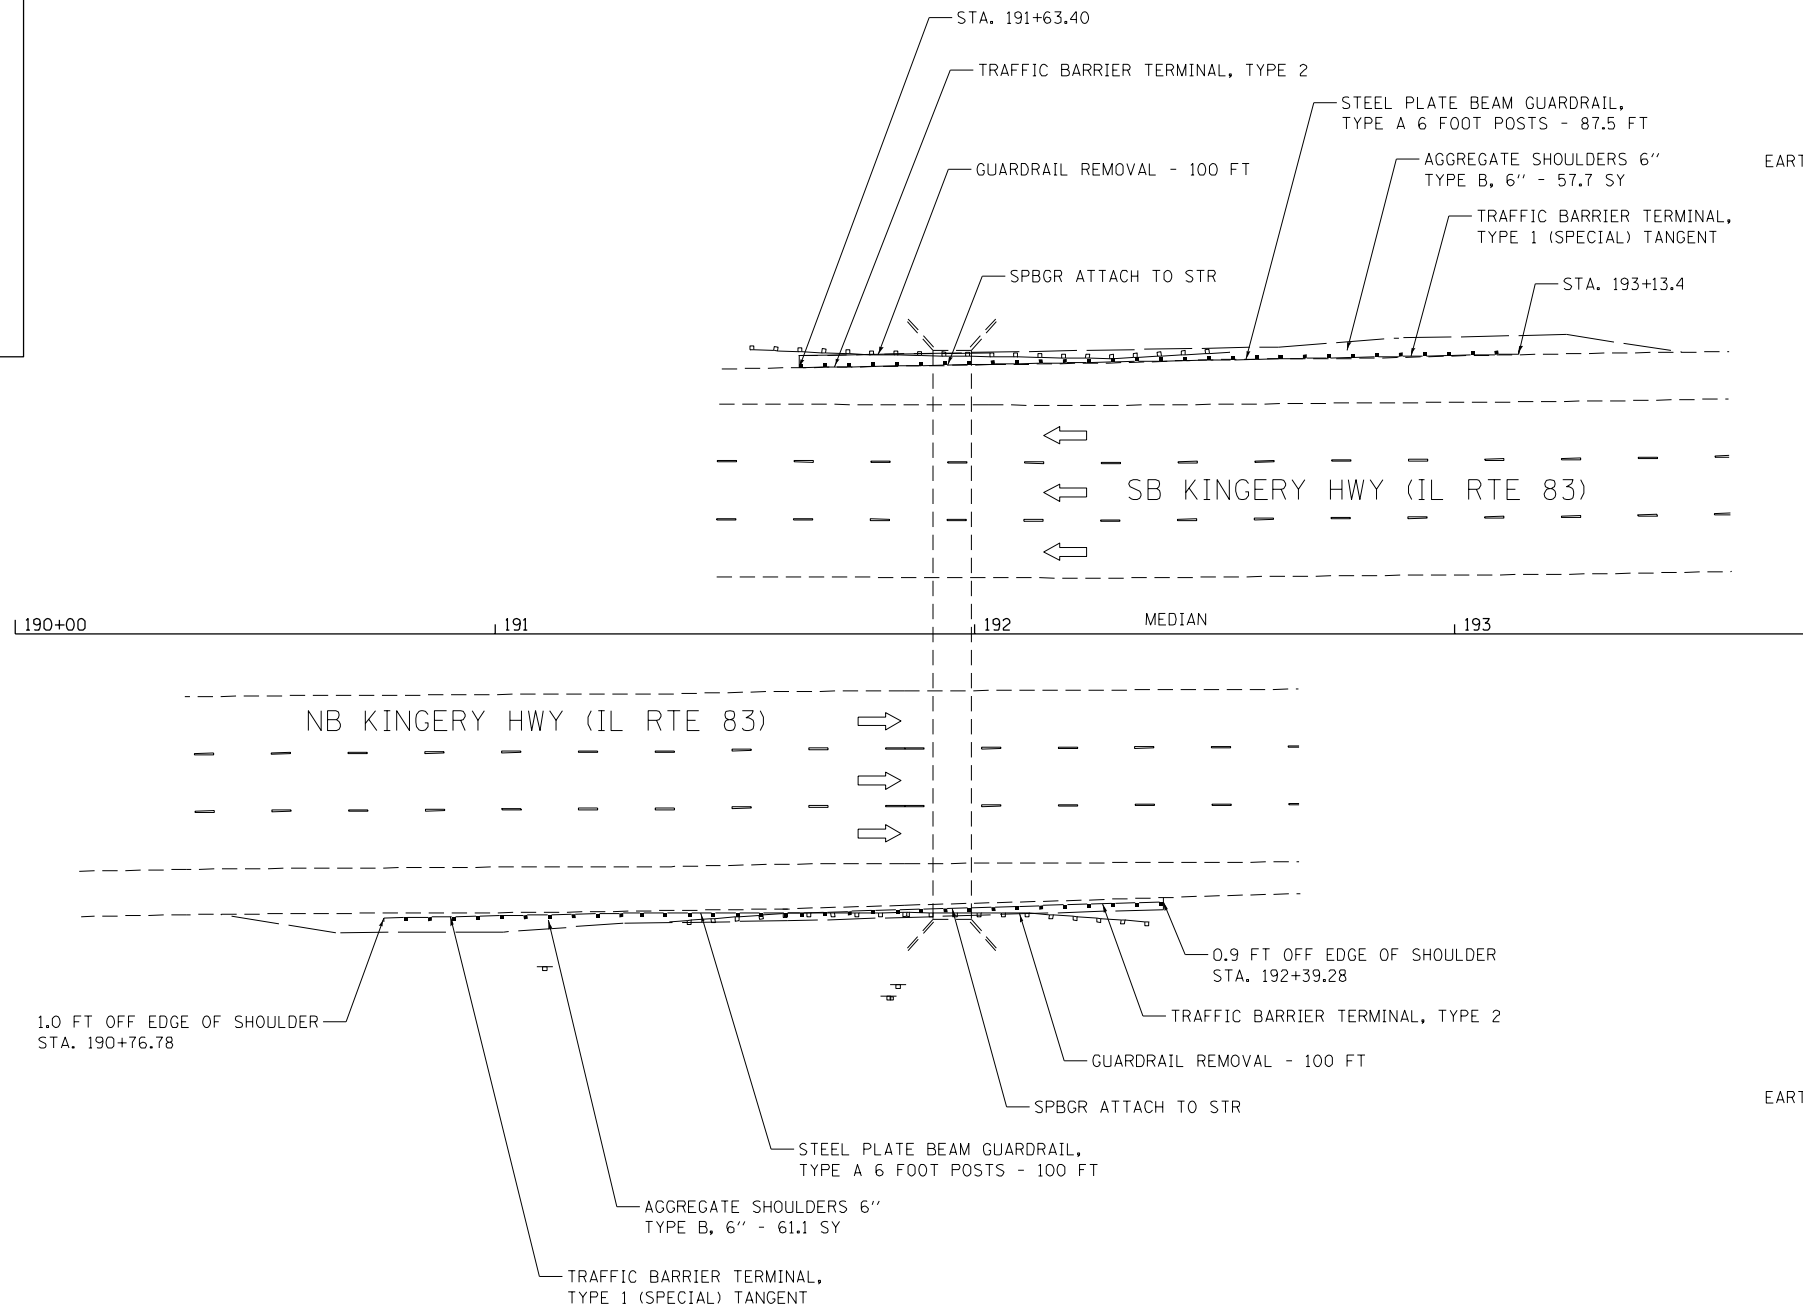 STA. 191+63.40
TRAFFIC BARRIER TERMINAL, TYPE 2
STEEL PLATE BEAM GUARDRAIL,
TYPE A 6 FOOT POSTS - 87.5 FT
GUARDRAIL REMOVAL - 100 FT
AGGREGATE SHOULDERS 6''
TYPE B, 6'' - 57.7 SY
EART
TRAFFIC BARRIER TERMINAL,
TYPE 1 (SPECIAL) TANGENT
SPBGR ATTACH TO STR
STA. 193+13.4
SB KINGERY HWY (IL RTE 83)
190+00
191
192
MEDIAN
193
NB KINGERY HWY (IL RTE 83)
0.9 FT OFF EDGE OF SHOULDER
STA. 192+39.28
1.0 FT OFF EDGE OF SHOULDER
STA. 190+76.78
TRAFFIC BARRIER TERMINAL, TYPE 2
GUARDRAIL REMOVAL - 100 FT
EART
SPBGR ATTACH TO STR
STEEL PLATE BEAM GUARDRAIL,
TYPE A 6 FOOT POSTS - 100 FT
AGGREGATE SHOULDERS 6''
TYPE B, 6'' - 61.1 SY
TRAFFIC BARRIER TERMINAL,
TYPE 1 (SPECIAL) TANGENT